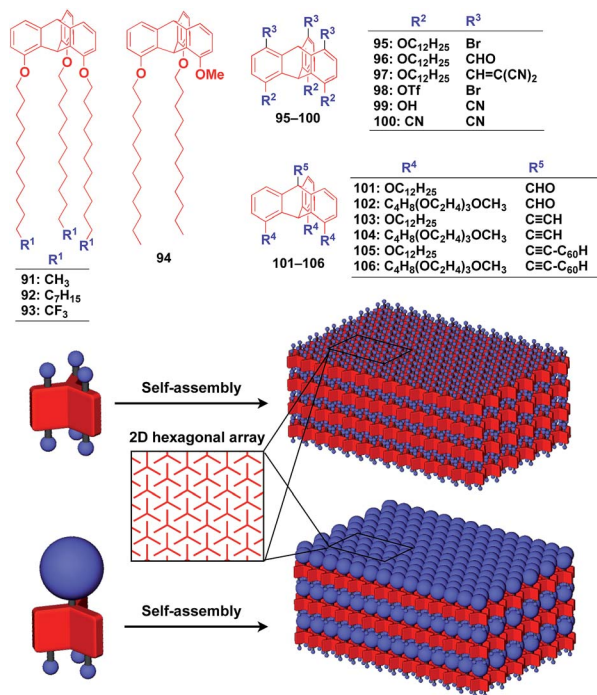 O
O
O
R¹
R¹
R¹
R¹
91: CH₃
92: C₇H₁₅
93: CF₃
O
O
OMe
94
R³
R³
R³
R²
R²
R²
95–100
R² R³
95: OC₁₂H₂₅ Br
96: OC₁₂H₂₅ CHO
97: OC₁₂H₂₅ CH=C(CN)₂
98: OTf Br
99: OH CN
100: CN CN
R⁵
R⁴
R⁴
R⁴
101–106
R⁴ R⁵
101: OC₁₂H₂₅ CHO
102: C₄H₈(OC₂H₄)₃OCH₃ CHO
103: OC₁₂H₂₅ C≡CH
104: C₄H₈(OC₂H₄)₃OCH₃ C≡CH
105: OC₁₂H₂₅ C≡C-C₆₀H
106: C₄H₈(OC₂H₄)₃OCH₃ C≡C-C₆₀H
Self-assembly
2D hexagonal array
Self-assembly